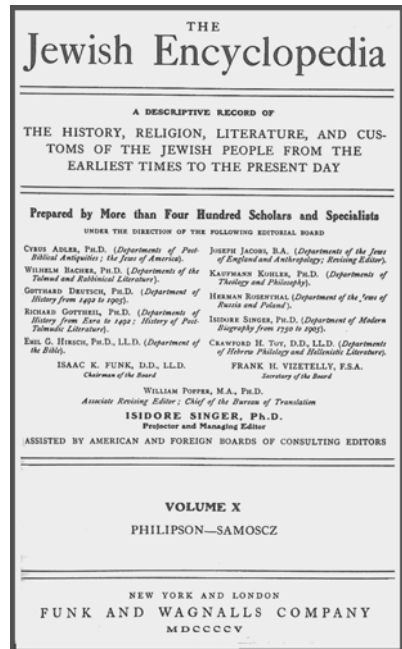 THE
Jewish Encyclopedia
A DESCRIPTIVE RECORD OF
THE HISTORY, RELIGION, LITERATURE, AND CUS-
TOMS OF THE JEWISH PEOPLE FROM THE
EARLIEST TIMES TO THE PRESENT DAY
Prepared by More than Four Hundred Scholars and Specialists
UNDER THE DIRECTION OF THE FOLLOWING EDITORIAL BOARD
CYRUS ADLER, PH.D. (Departments of Post-
Biblical Antiquities; the Jews of America).
WILHELM BACHER, PH.D. (Departments of the
Talmud and Rabbinical Literature).
GOTTHARD DEUTSCH, PH.D. (Department of
History from 1492 to 1905).
RICHARD GOTTHEIL, PH.D. (Departments of
History from Ezra to 1492; History of Post-
Talmudic Literature).
EMIL G. HIRSCH, PH.D., LL.D. (Department of
the Bible).
JOSEPH JACOBS, B.A. (Departments of the Jews
of England and Anthropology; Revising Editor).
KAUFMANN KOHLER, PH.D. (Departments of
Theology and Philosophy).
HERMAN ROSENTHAL (Department of the Jews of
Russia and Poland).
ISIDORE SINGER, PH.D. (Department of Modern
Biography from 1750 to 1905).
CRAWFORD H. TOY, D.D., LL.D. (Departments
of Hebrew Philology and Hellenistic Literature).
ISAAC K. FUNK, D.D., LL.D.
Chairman of the Board
FRANK H. VIZETELLY, F.S.A.
Secretary of the Board
WILLIAM POPPER, M.A., PH.D.
Associate Revising Editor; Chief of the Bureau of Translation
ISIDORE SINGER, Ph.D.
Projector and Managing Editor
ASSISTED BY AMERICAN AND FOREIGN BOARDS OF CONSULTING EDITORS
VOLUME X
PHILIPSON—SAMOSCZ
NEW YORK AND LONDON
FUNK AND WAGNALLS COMPANY
MDCCCCV